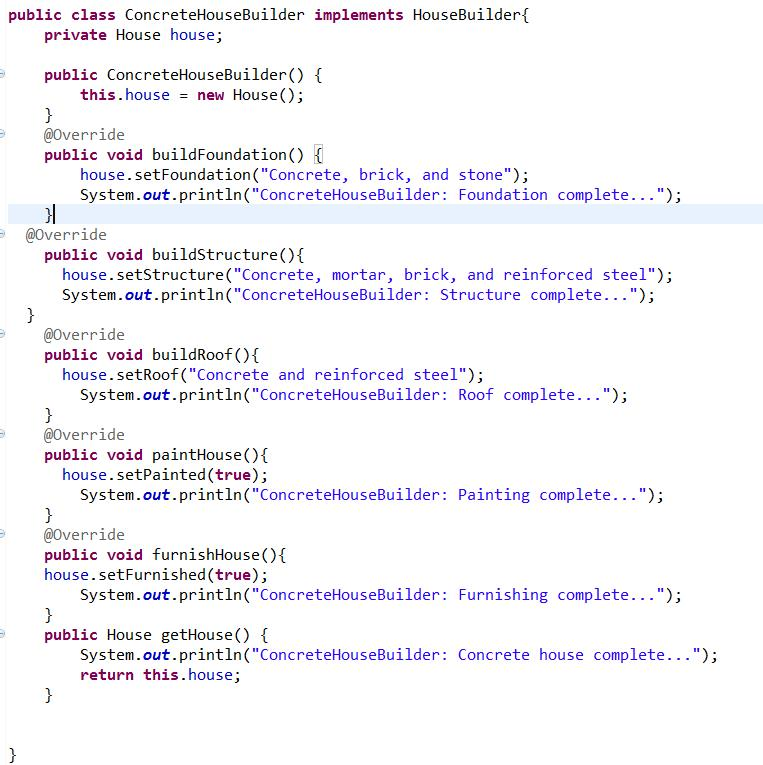 public class ConcreteHouseBuilder implements HouseBuilder{
    private House house;

    public ConcreteHouseBuilder() {
        this.house = new House();
    }
    @Override
    public void buildFoundation() {
        house.setFoundation("Concrete, brick, and stone");
        System.out.println("ConcreteHouseBuilder: Foundation complete...");
    }
  @Override
    public void buildStructure(){
      house.setStructure("Concrete, mortar, brick, and reinforced steel");
      System.out.println("ConcreteHouseBuilder: Structure complete...");
  }
    @Override
    public void buildRoof(){
      house.setRoof("Concrete and reinforced steel");
        System.out.println("ConcreteHouseBuilder: Roof complete...");
    }
    @Override
    public void paintHouse(){
      house.setPainted(true);
        System.out.println("ConcreteHouseBuilder: Painting complete...");
    }
    @Override
    public void furnishHouse(){
    house.setFurnished(true);
        System.out.println("ConcreteHouseBuilder: Furnishing complete...");
    }
    public House getHouse() {
        System.out.println("ConcreteHouseBuilder: Concrete house complete...");
        return this.house;
    }


}